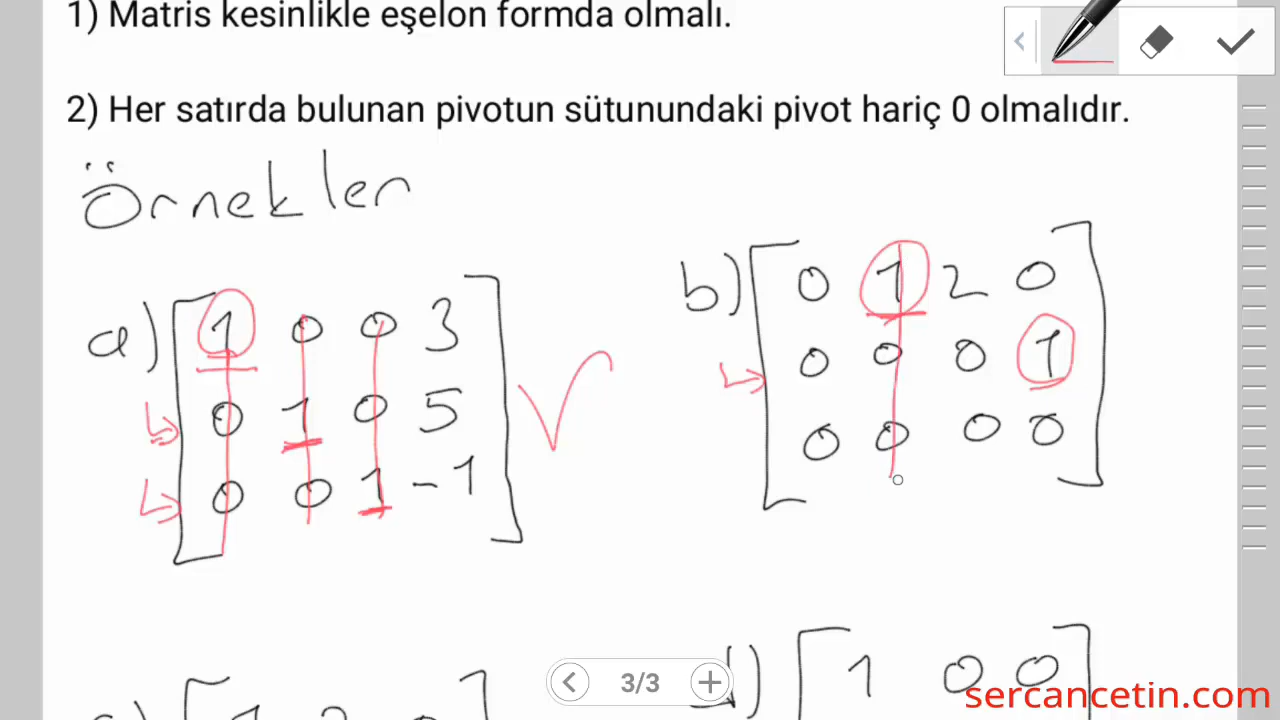 1) Matris kesinlikle eşelon formda olmalı.
2) Her satırda bulunan pivotun sütunundaki pivot hariç 0 olmalıdır.
Örnekler
a) 1 0 0 3
0 1 0 5
0 0 1 -1
b) 0 1 2 0
0 0 0 1
0 0 0 0
d) 1 0 0
3/3
sercancetin.com